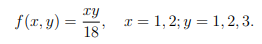 f(x, y) = xy/18,   x = 1, 2; y = 1, 2, 3.